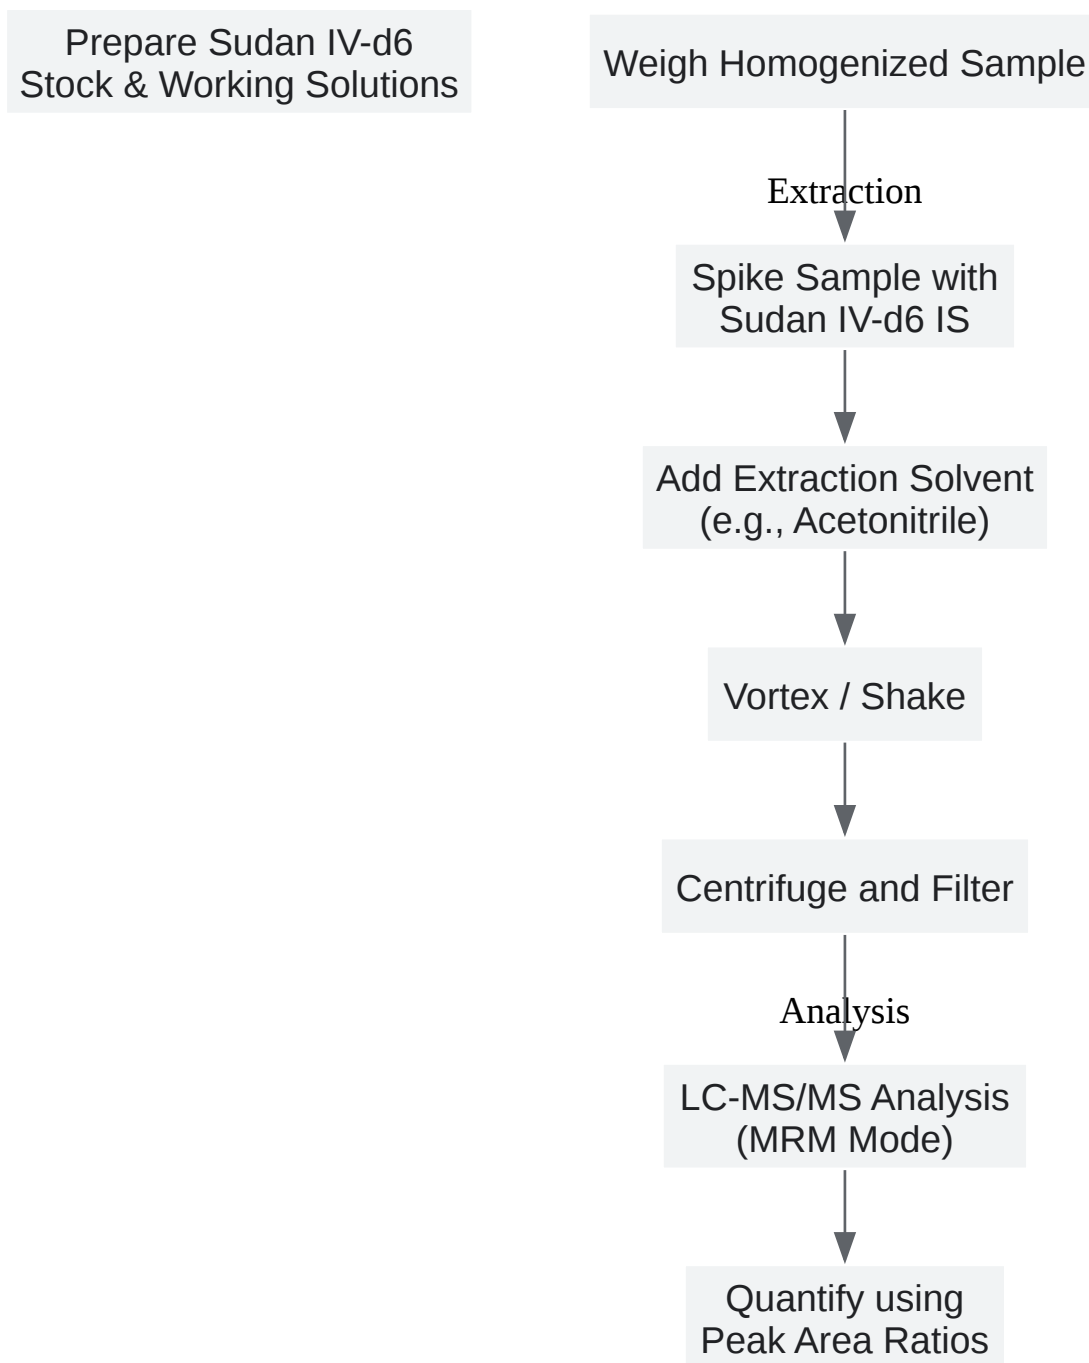 Prepare Sudan IV-d6
Stock & Working Solutions
Weigh Homogenized Sample
Extraction
Spike Sample with
Sudan IV-d6 IS
Add Extraction Solvent
(e.g., Acetonitrile)
Vortex / Shake
Centrifuge and Filter
Analysis
LC-MS/MS Analysis
(MRM Mode)
Quantify using
Peak Area Ratios